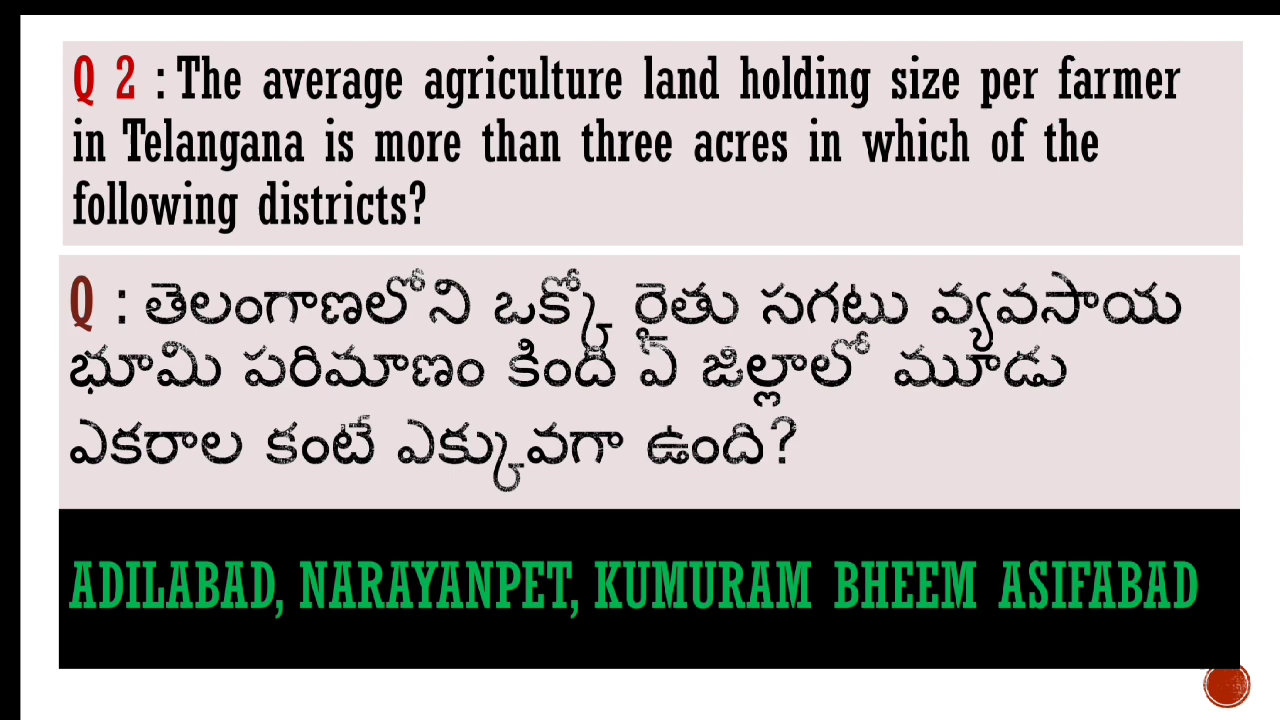 Q 2 : The average agriculture land holding size per farmer
in Telangana is more than three acres in which of the
following districts?
Q : తెలంగాణలోని ఒక్కో రైతు సగటు వ్యవసాయ
భూమి పరిమాణం కింది ఏ జిల్లాలో మూడు
ఎకరాల కంటే ఎక్కువగా ఉంది?
ADILABAD, NARAYANPET, KUMURAM BHEEM ASIFABAD